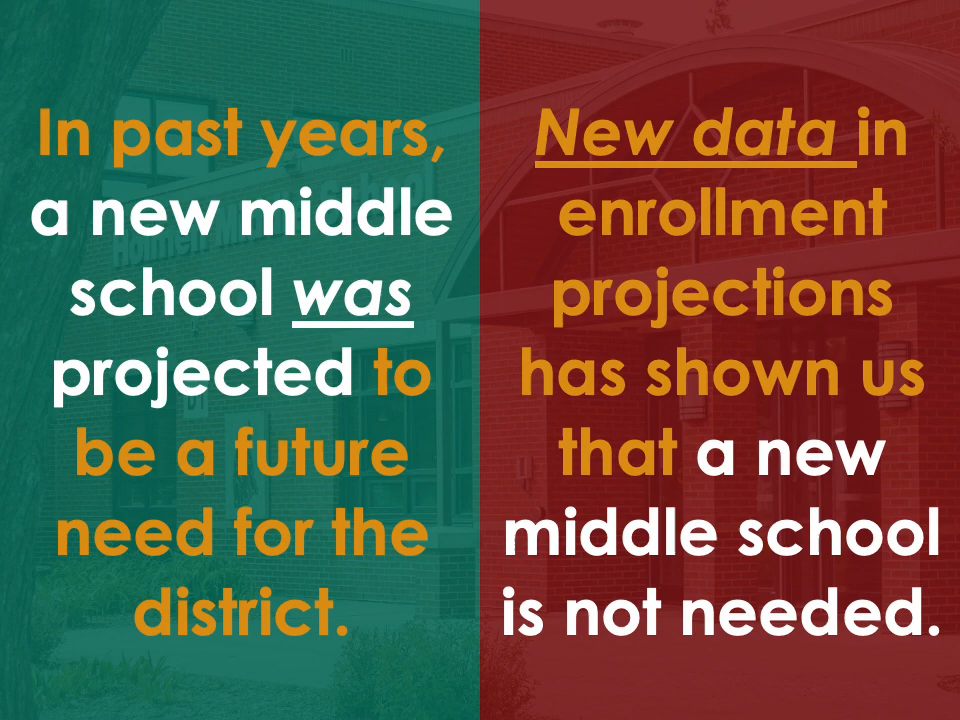 In past years,
a new middle
school was
projected to
be a future
need for the
district.
New data in
enrollment
projections
has shown us
that a new
middle school
is not needed.